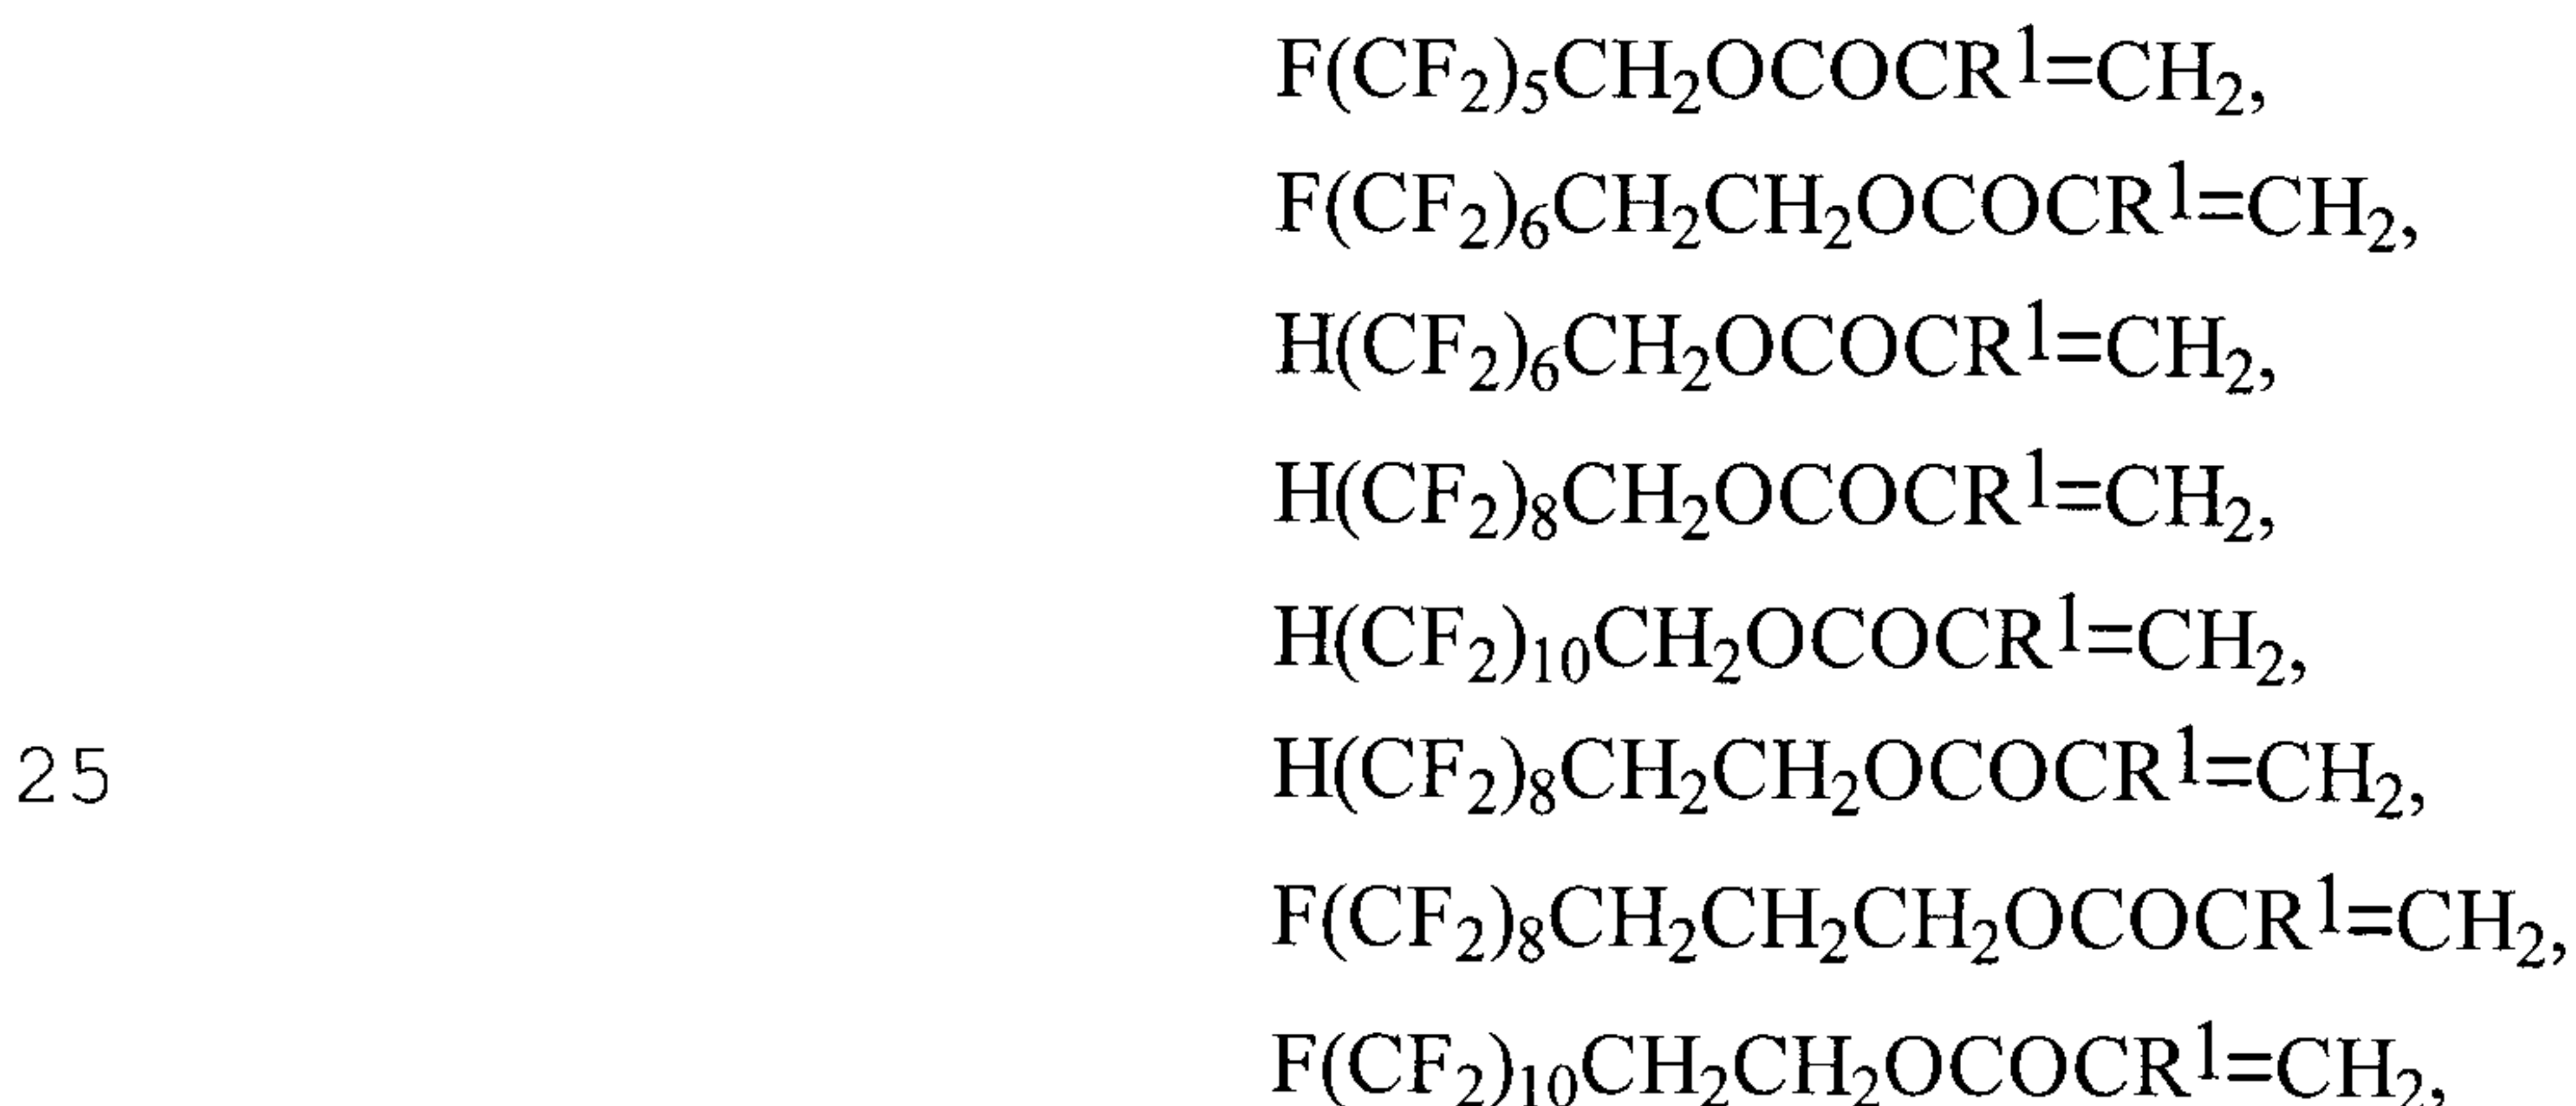 F(CF₂)₅CH₂OCOCR¹=CH₂,
F(CF₂)₆CH₂CH₂OCOCR¹=CH₂,
H(CF₂)₆CH₂OCOCR¹=CH₂,
H(CF₂)₈CH₂OCOCR¹=CH₂,
H(CF₂)₁₀CH₂OCOCR¹=CH₂,
25 H(CF₂)₈CH₂CH₂OCOCR¹=CH₂,
F(CF₂)₈CH₂CH₂CH₂OCOCR¹=CH₂,
F(CF₂)₁₀CH₂CH₂OCOCR¹=CH₂,